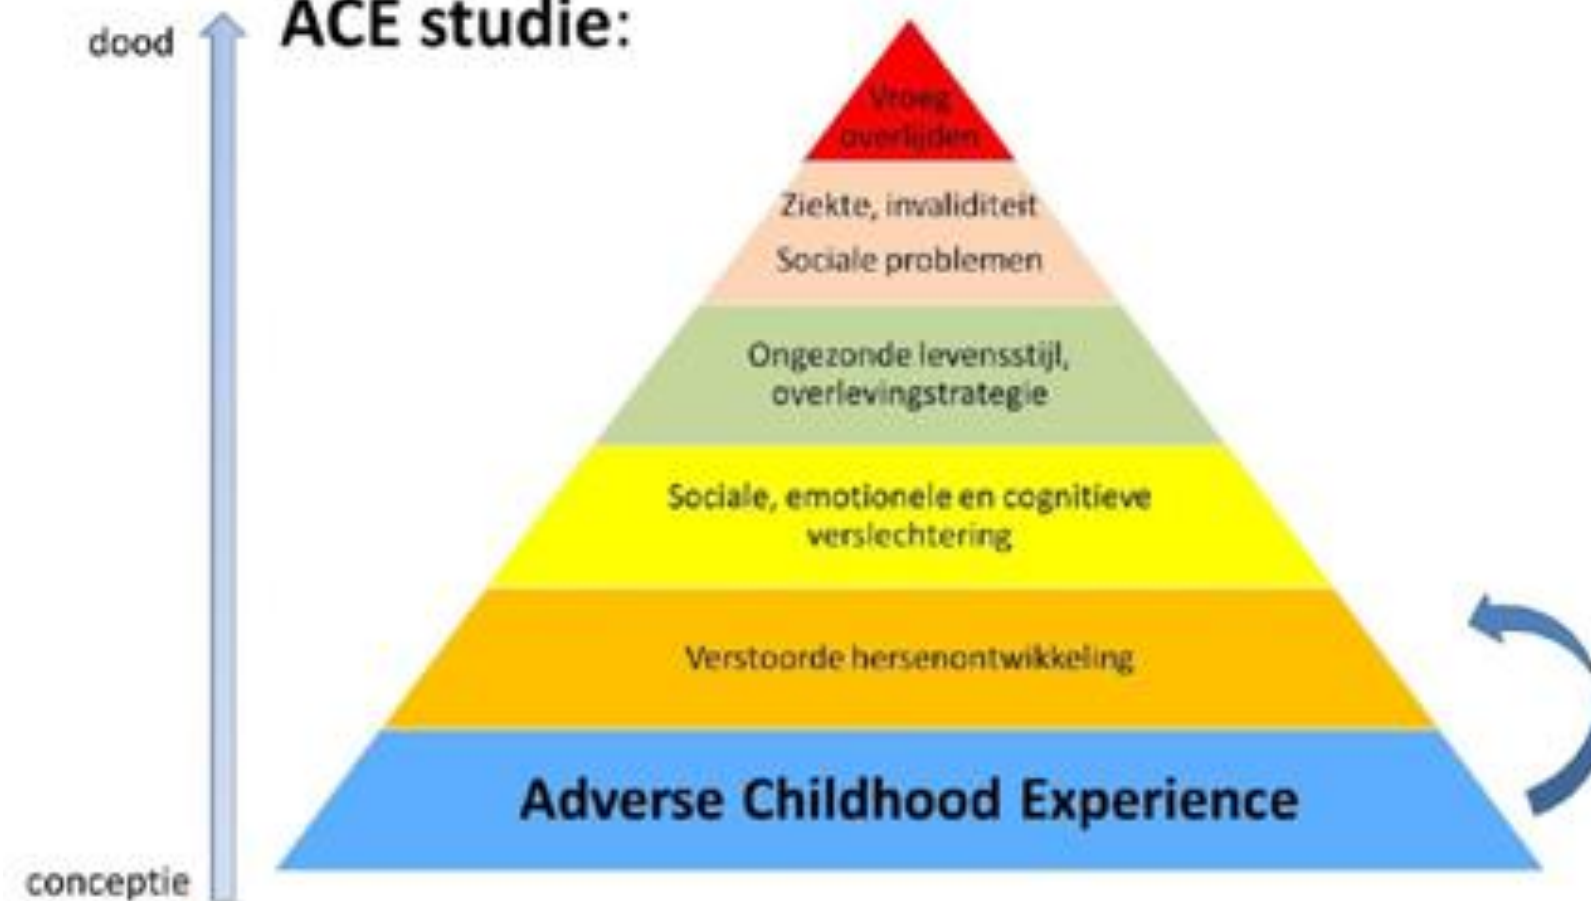 dood
ACE studie:
Vroeg
overlijden
Ziekte, invaliditeit
Sociale problemen
Ongezonde levensstijl,
overlevingstrategie
Sociale, emotionele en cognitieve
verslechtering
Verstoorde hersenontwikkeling
Adverse Childhood Experience
conceptie